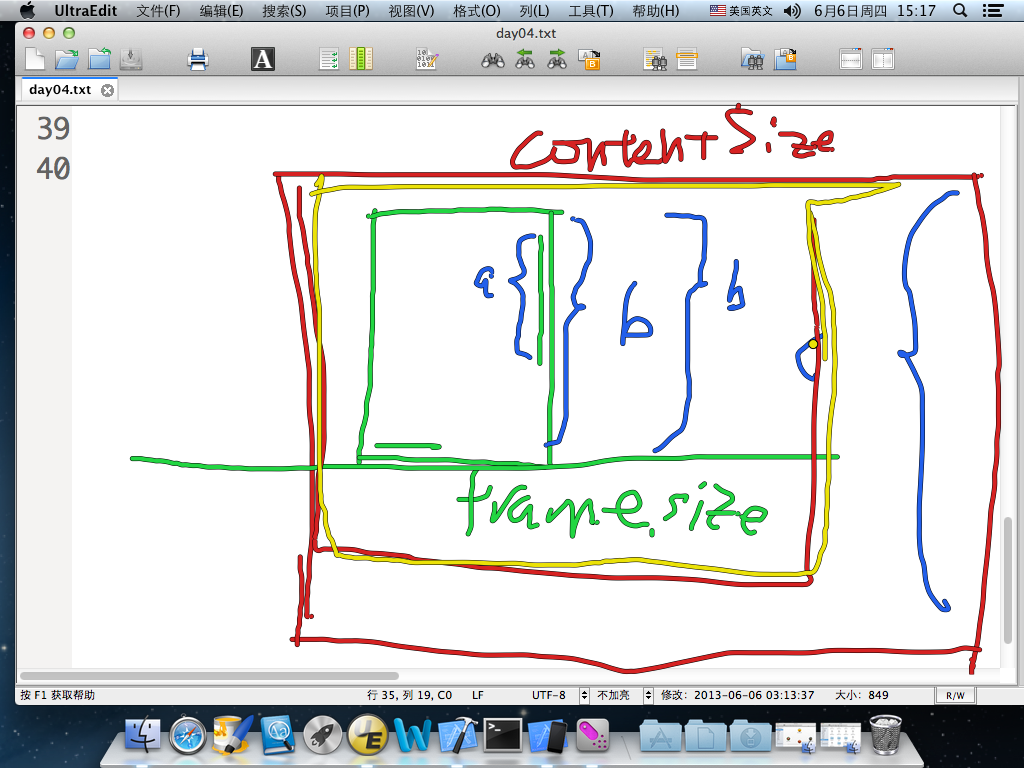 UltraEdit 文件(F) 编辑(E) 搜索(S) 项目(P) 视图(V) 格式(O) 列(L) 工具(T) 帮助(H) 美国英文 6月6日周四 15:17
day04.txt
day04.txt
39
40
contentSize
a
b
h
frame.size
按 F1 获取帮助 行 35, 列 19, C0 LF UTF-8 不加亮 修改: 2013-06-06 03:13:37 大小: 849 R/W